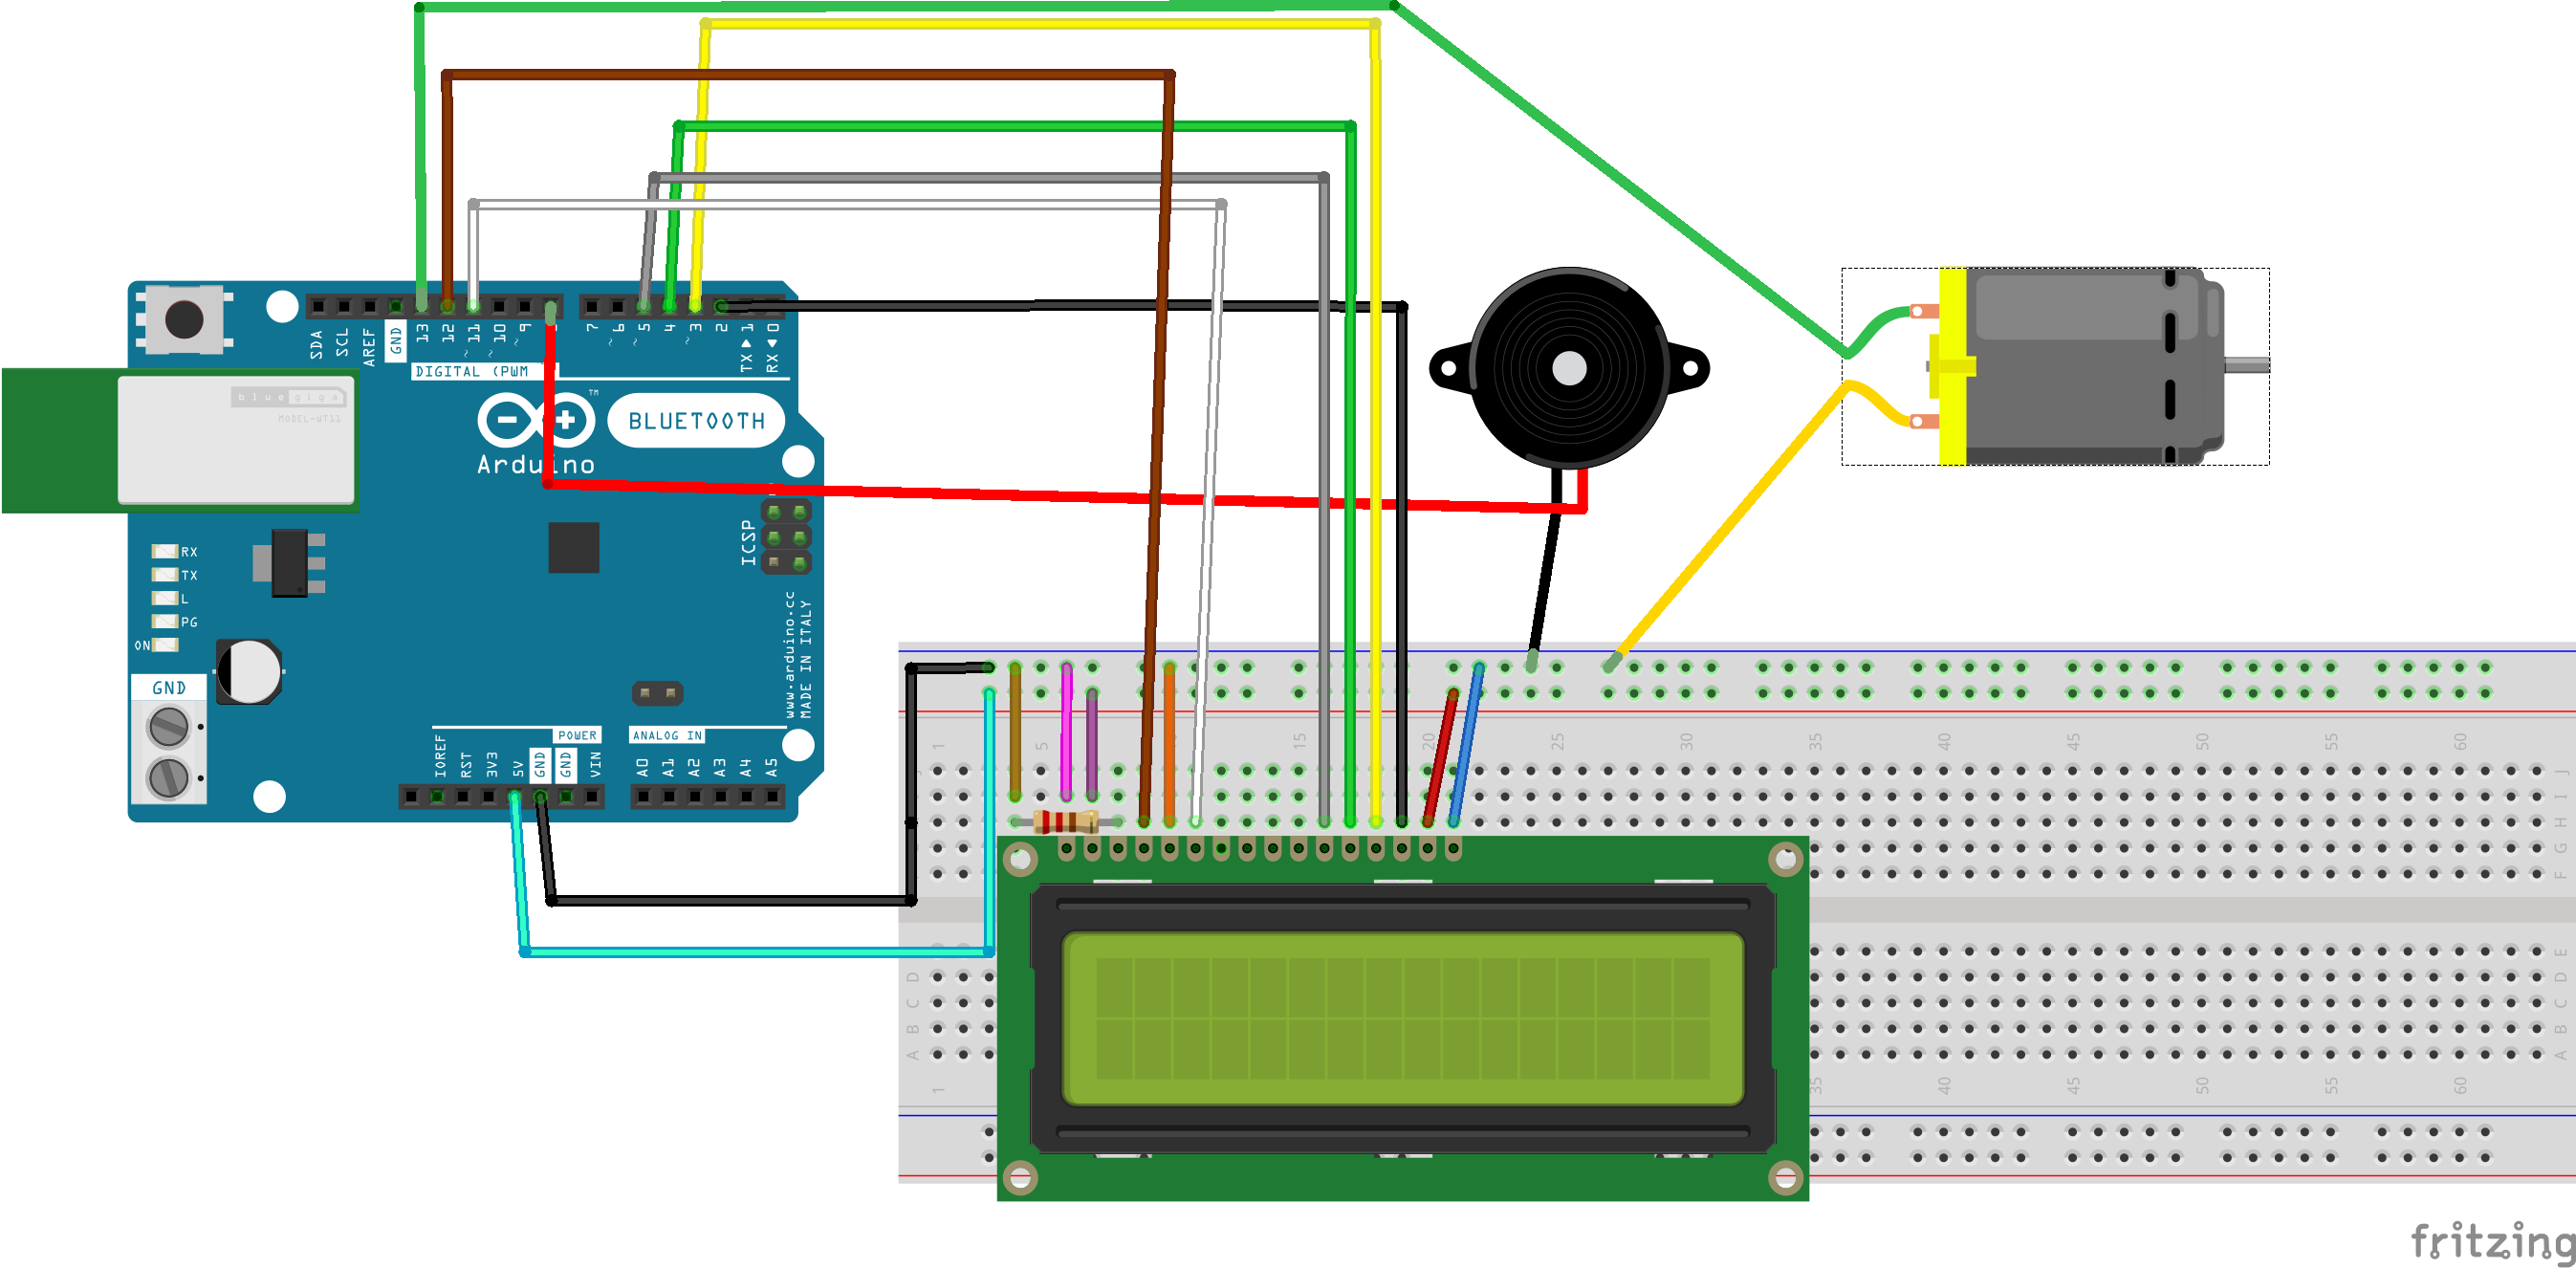 SDA
SCL
AREF
GND
13
12
~11
~10
~9
7
~6
~5
4
~3
2
TX▶1
RX◀0
DIGITAL (PWM
bluegiga
MODEL-WT11
TM
BLUETOOTH
Arduino
ICSP
RX
TX
L
PG
ON
www.arduino.cc
MADE IN ITALY
GND
POWER
ANALOG IN
IOREF
RST
3V3
5V
GND
GND
VIN
A0
A1
A2
A3
A4
A5
1
5
15
20
25
30
35
40
45
50
55
60
J
I
H
G
F
E
D
C
B
A
D
C
B
A
1
35
40
45
50
55
60
fritzing